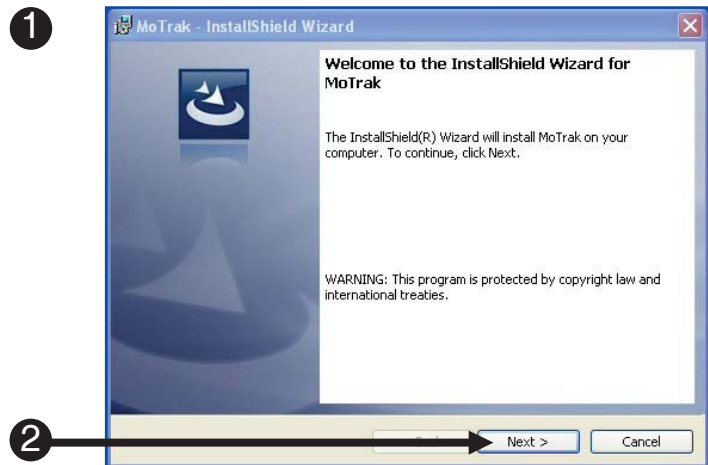 1
MoTrak - InstallShield Wizard
Welcome to the InstallShield Wizard for
MoTrak
The InstallShield(R) Wizard will install MoTrak on your
computer. To continue, click Next.
WARNING: This program is protected by copyright law and
international treaties.
2
Next >
Cancel